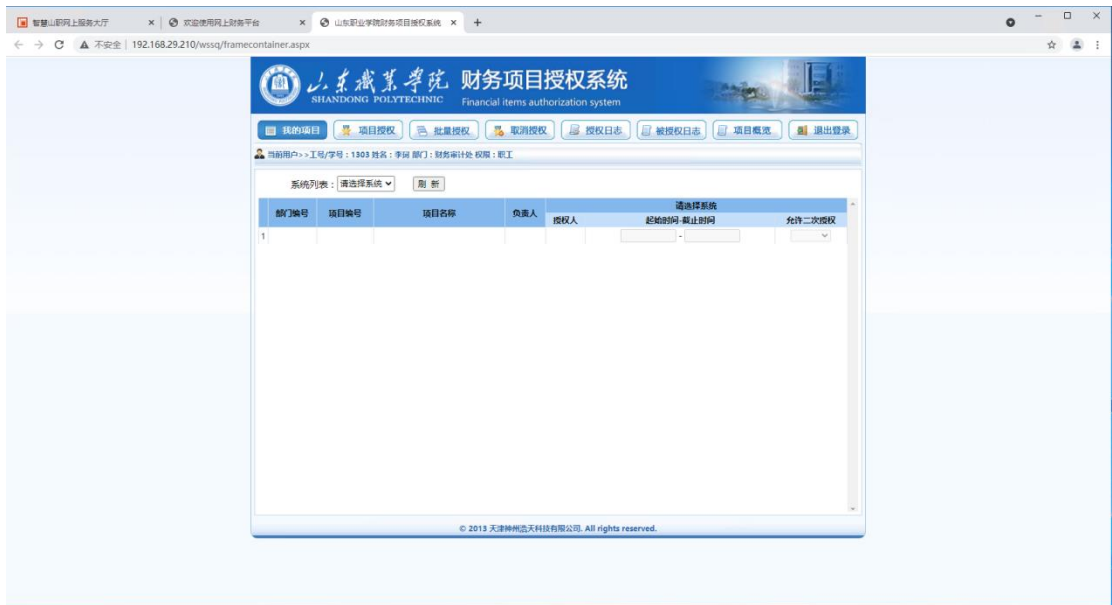 智慧山职网上服务大厅
欢迎使用网上财务平台
山东职业学院财务项目授权系统
不安全 192.168.29.210/wssq/framecontainer.aspx
山东职业学院 财务项目授权系统
SHANDONG POLYTECHNIC Financial items authorization system
我的项目 项目授权 批量授权 取消授权 授权日志 被授权日志 项目概览 退出登录
当前用户>>工号/学号：1303 姓名：李 部门：财务审计处 权限：职工
系统列表： 请选择系统 刷 新
部门编号 项目编号 项目名称 负责人 请选择系统
授权人 起始时间-截止时间 允许二次授权
1 -
© 2013 天津神州浩天科技有限公司. All rights reserved.